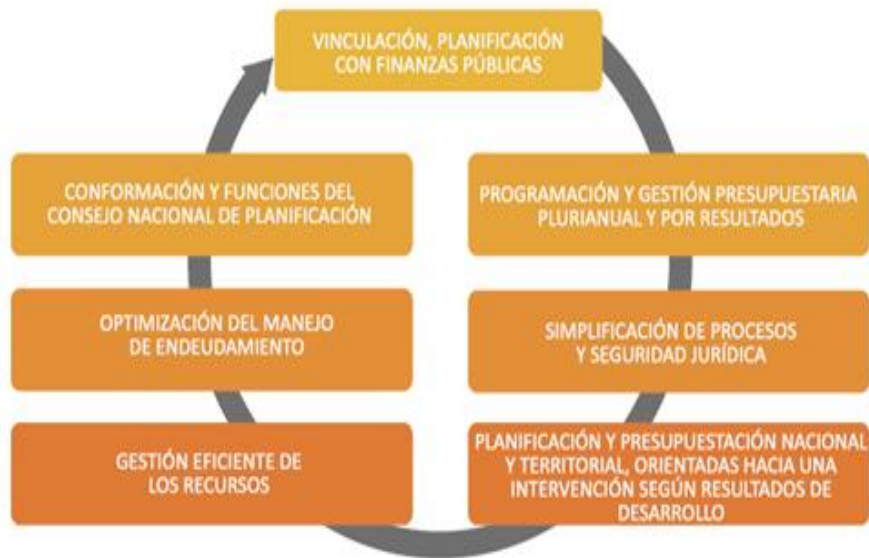 VINCULACIÓN, PLANIFICACIÓN
CON FINANZAS PÚBLICAS
PROGRAMACIÓN Y GESTIÓN PRESUPUESTARIA
PLURIANUAL Y POR RESULTADOS
SIMPLIFICACIÓN DE PROCESOS
Y SEGURIDAD JURÍDICA
PLANIFICACIÓN Y PRESUPUESTACIÓN NACIONAL
Y TERRITORIAL, ORIENTADAS HACIA UNA
INTERVENCIÓN SEGÚN RESULTADOS DE
DESARROLLO
GESTIÓN EFICIENTE DE
LOS RECURSOS
OPTIMIZACIÓN DEL MANEJO
DE ENDEUDAMIENTO
CONFORMACIÓN Y FUNCIONES DEL
CONSEJO NACIONAL DE PLANIFICACIÓN